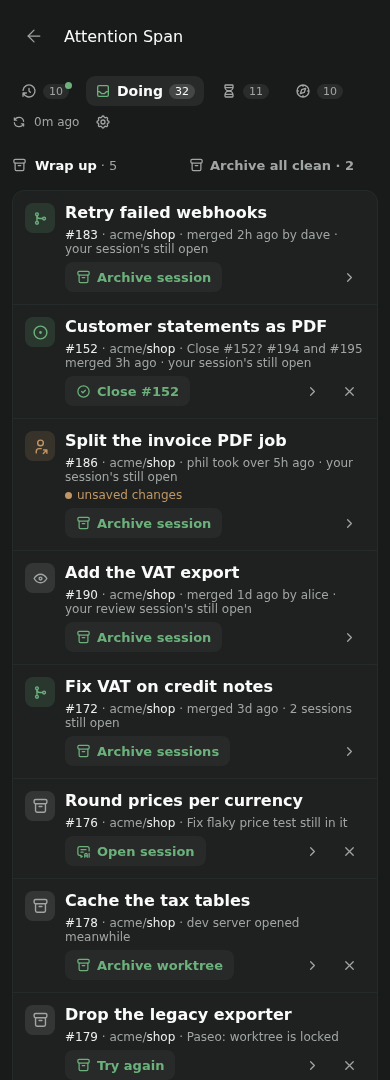 Attention Span
10
Doing 32
11
10
0m ago
Wrap up · 5
Archive all clean · 2
Retry failed webhooks
#183 · acme/shop · merged 2h ago by dave ·
your session's still open
Archive session
Customer statements as PDF
#152 · acme/shop · Close #152? #194 and #195
merged 3h ago · your session's still open
Close #152
Split the invoice PDF job
#186 · acme/shop · phil took over 5h ago · your
session's still open
unsaved changes
Archive session
Add the VAT export
#190 · acme/shop · merged 1d ago by alice ·
your review session's still open
Archive session
Fix VAT on credit notes
#172 · acme/shop · merged 3d ago · 2 sessions
still open
Archive sessions
Round prices per currency
#176 · acme/shop · Fix flaky price test still in it
Open session
Cache the tax tables
#178 · acme/shop · dev server opened
meanwhile
Archive worktree
Drop the legacy exporter
#179 · acme/shop · Paseo: worktree is locked
Try again